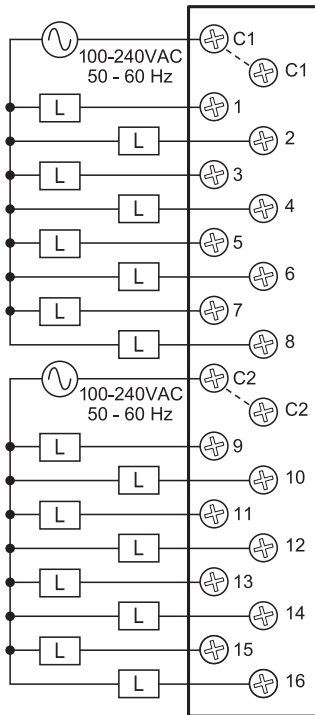 C1
100-240VAC
50 - 60 Hz
C1
L 1
L 2
L 3
L 4
L 5
L 6
L 7
L 8
C2
100-240VAC
50 - 60 Hz
C2
L 9
L 10
L 11
L 12
L 13
L 14
L 15
L 16